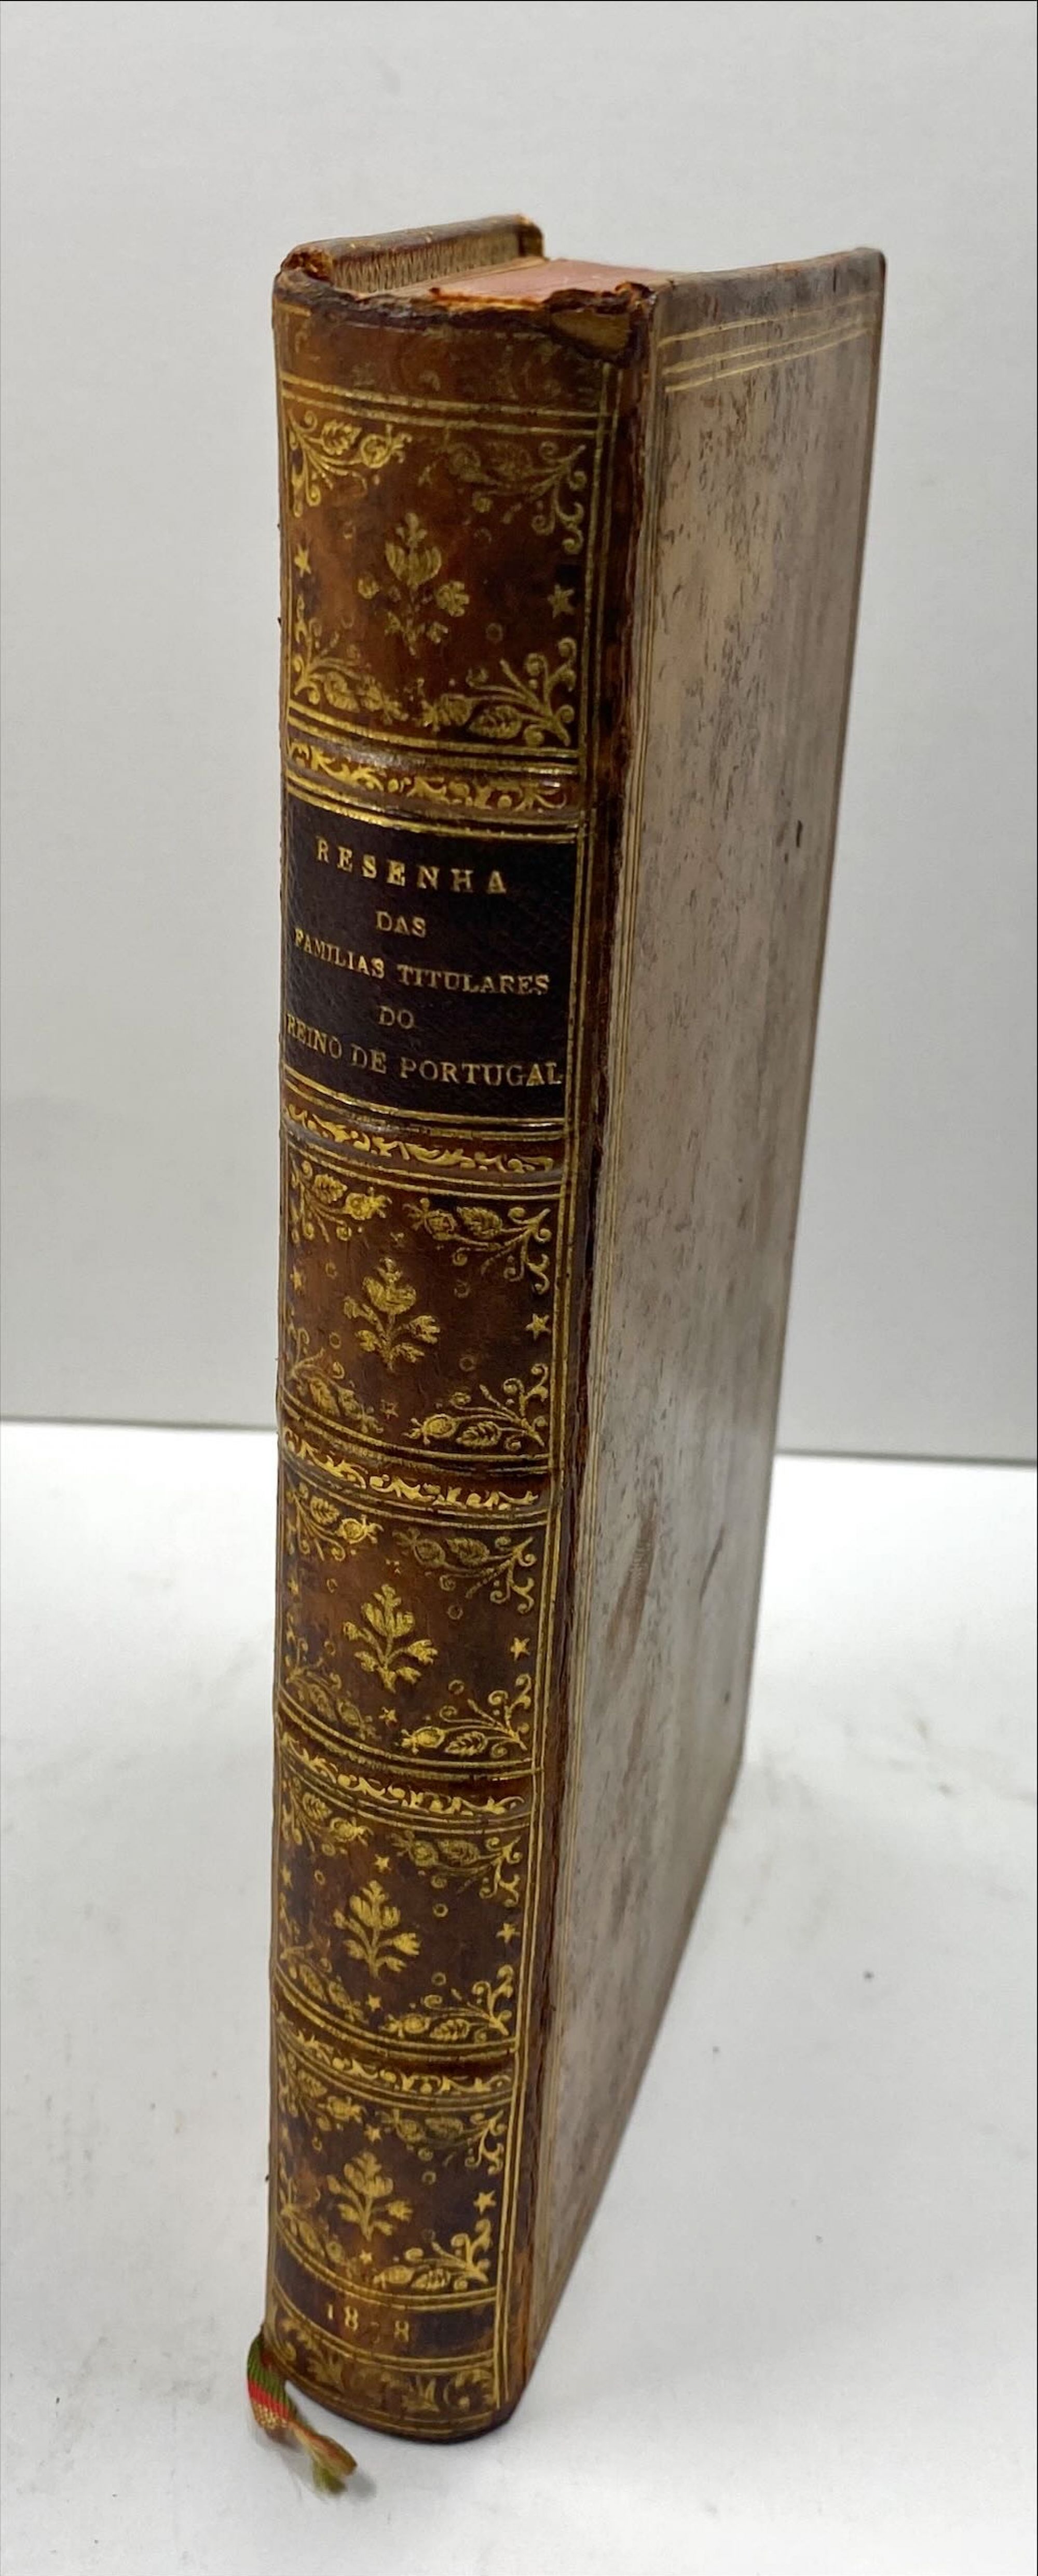 RESENHA
DAS
FAMILIAS TITULARES
DO
REINO DE PORTUGAL